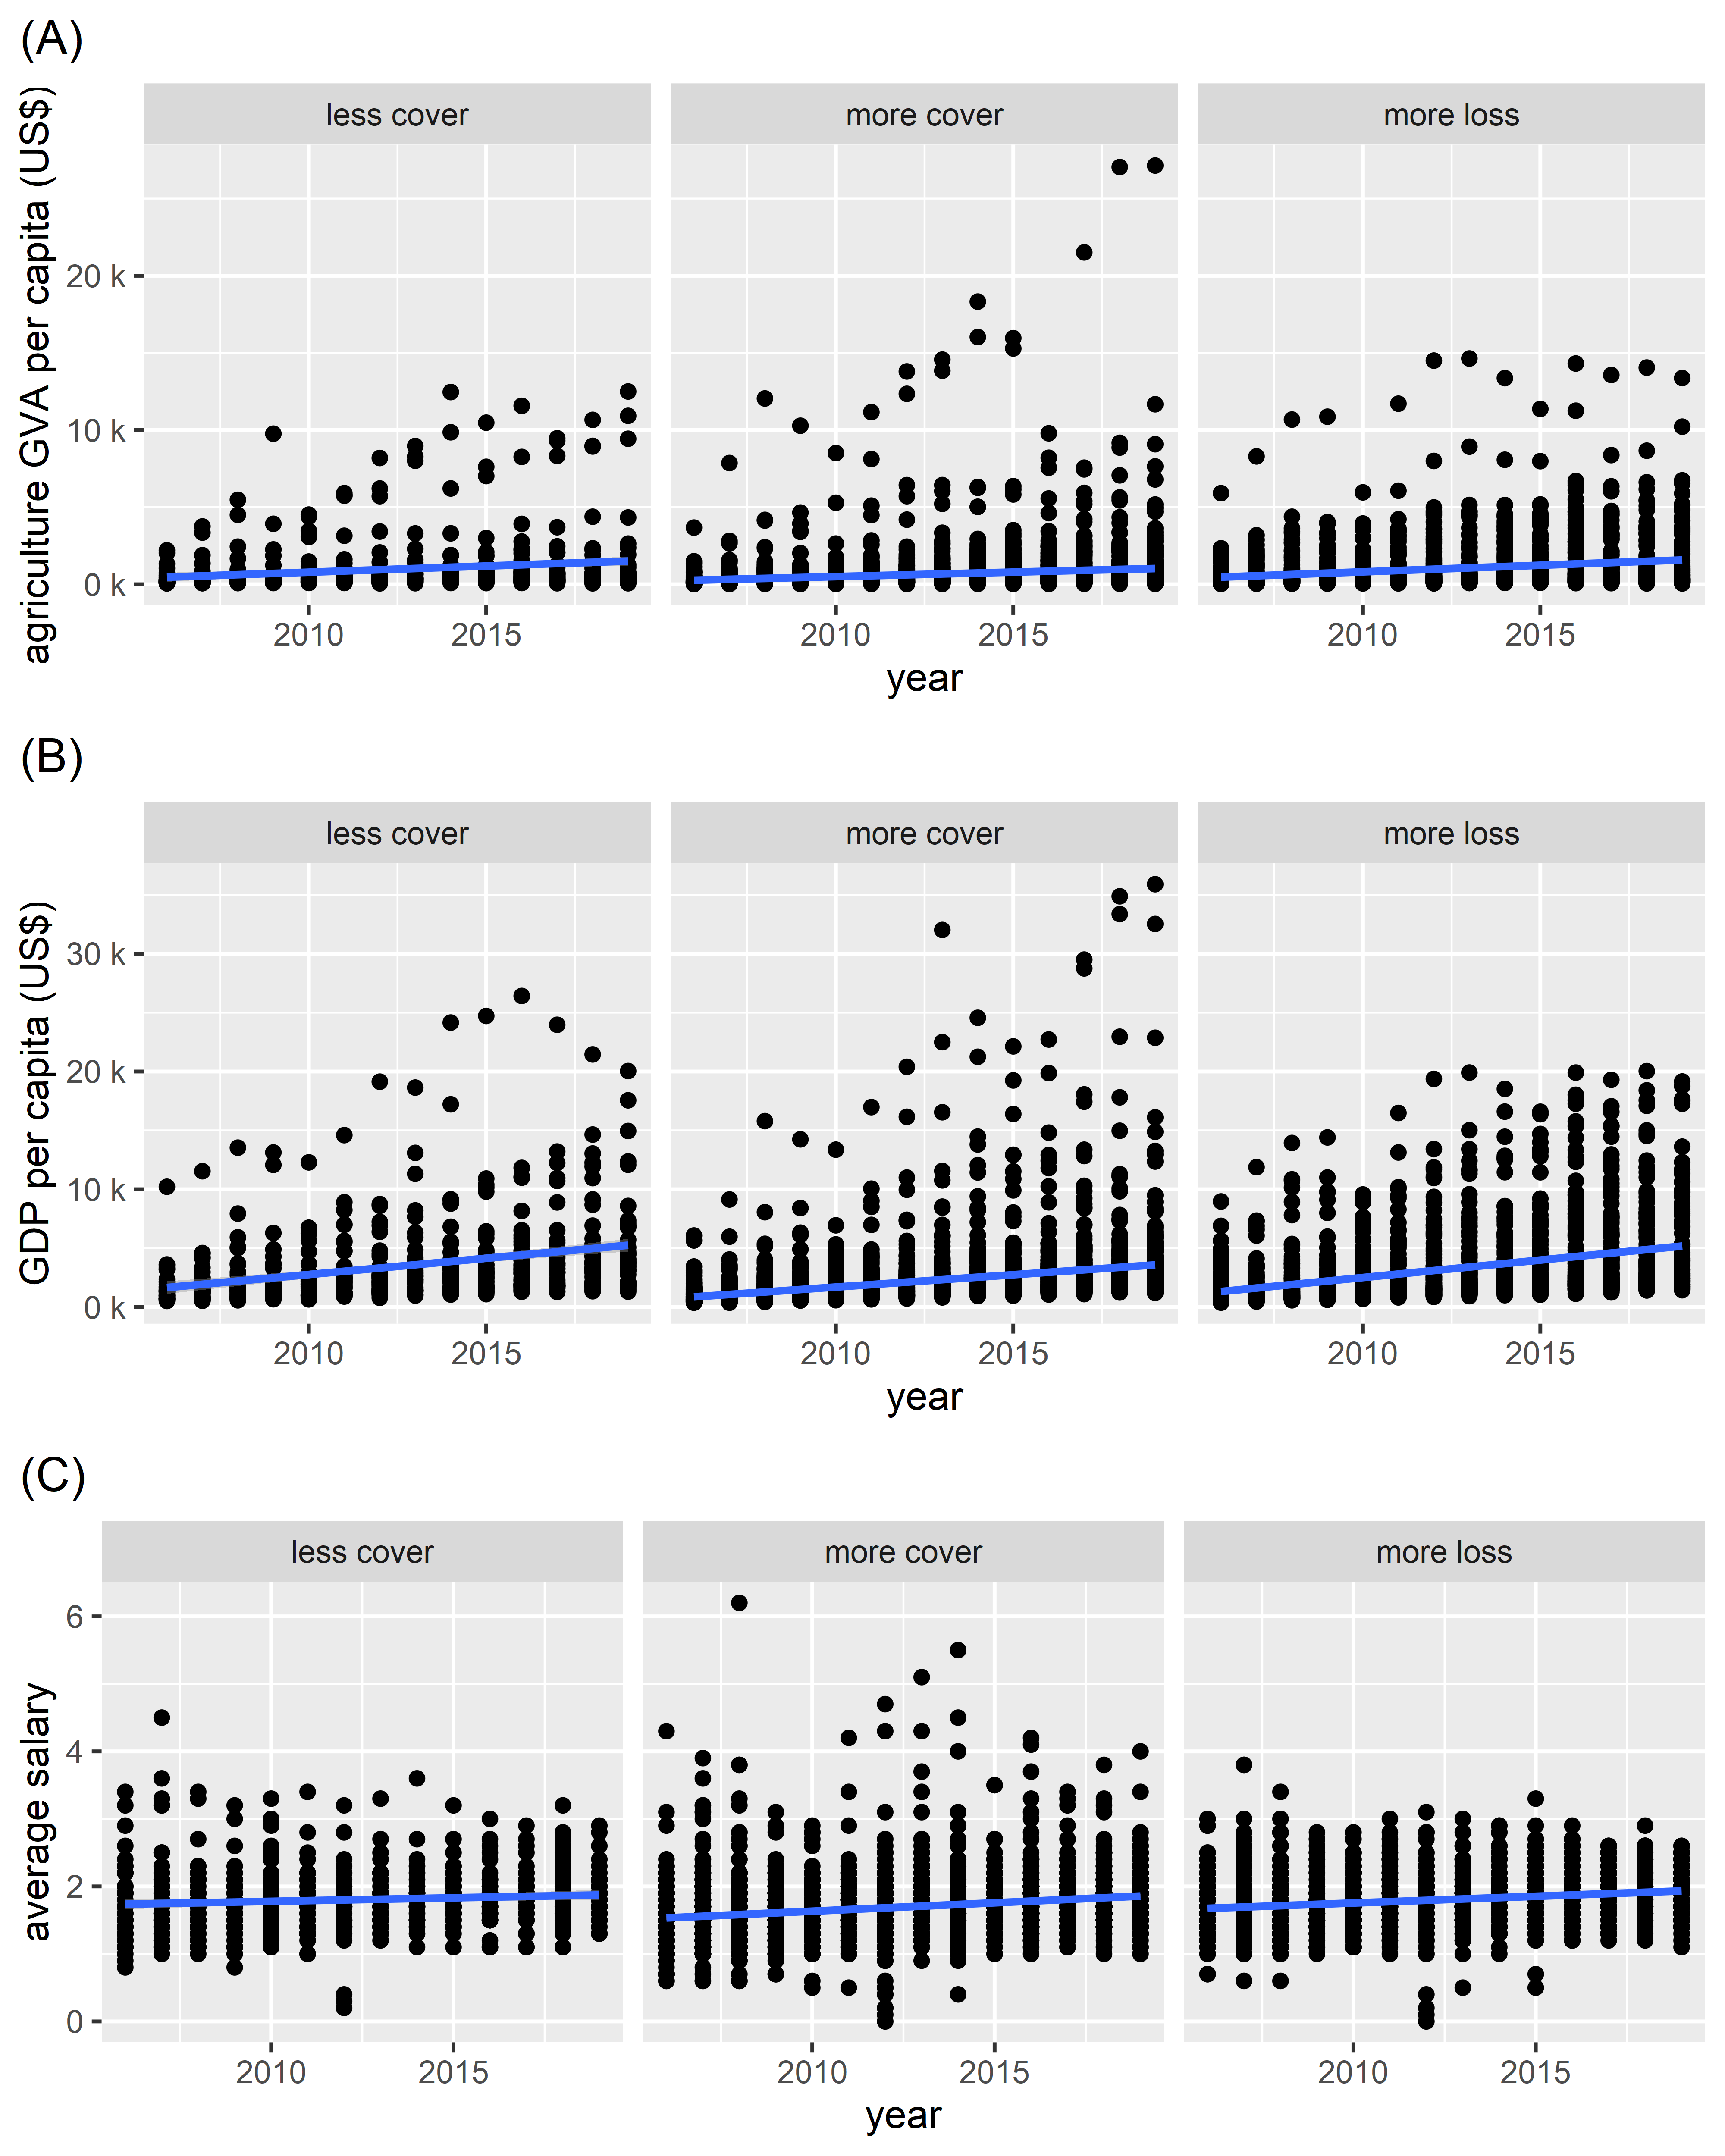 (A)
less cover more cover more loss
agriculture GVA per capita (US$)
20 k
10 k
0 k
2010 2015 2010 2015 2010 2015
year
(B)
less cover more cover more loss
GDP per capita (US$)
30 k
20 k
10 k
0 k
2010 2015 2010 2015 2010 2015
year
(C)
less cover more cover more loss
average salary
6
4
2
0
2010 2015 2010 2015 2010 2015
year